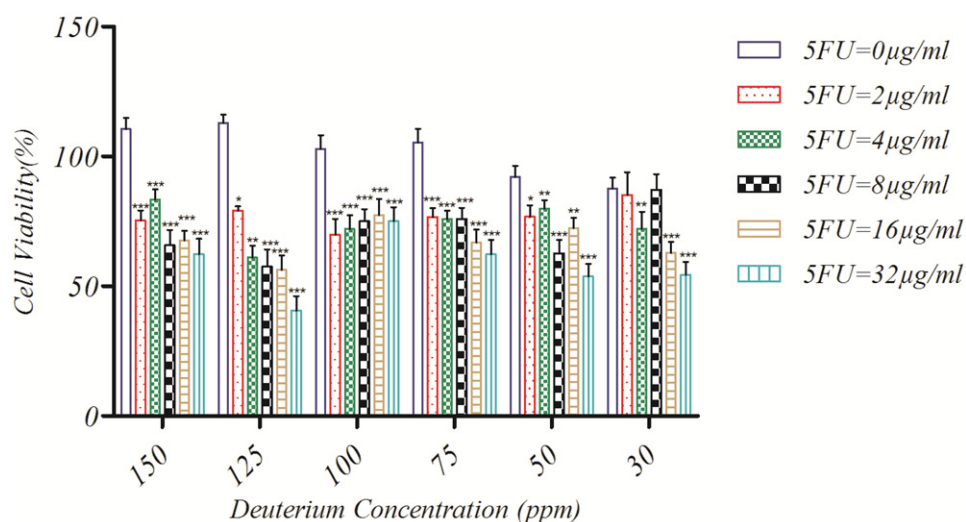 150
100
50
0
Cell Viability(%)
150
125
100
75
50
30
Deuterium Concentration (ppm)
5FU=0µg/ml
5FU=2µg/ml
5FU=4µg/ml
5FU=8µg/ml
5FU=16µg/ml
5FU=32µg/ml